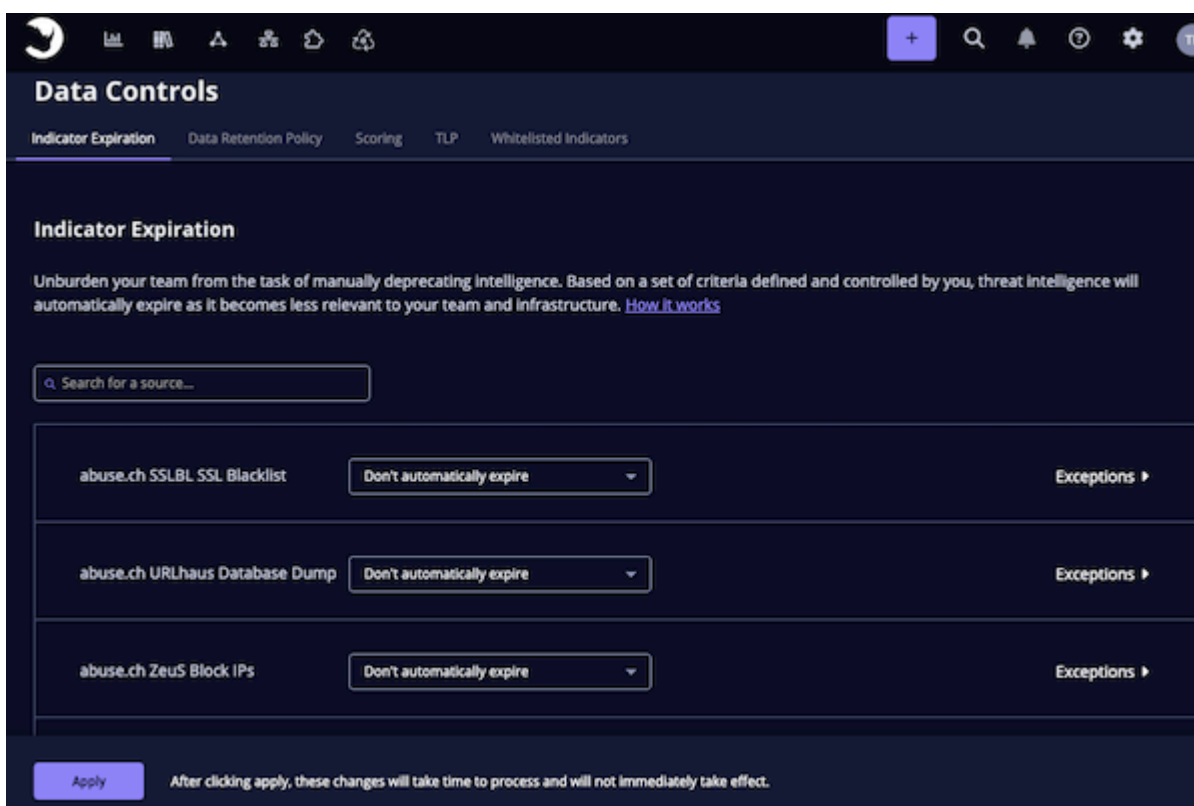 +
Data Controls
Indicator Expiration Data Retention Policy Scoring TLP Whitelisted Indicators
Indicator Expiration
Unburden your team from the task of manually deprecating intelligence. Based on a set of criteria defined and controlled by you, threat intelligence will
automatically expire as it becomes less relevant to your team and infrastructure. How it works
Search for a source...
abuse.ch SSLBL SSL Blacklist Don't automatically expire Exceptions
abuse.ch URLhaus Database Dump Don't automatically expire Exceptions
abuse.ch ZeuS Block IPs Don't automatically expire Exceptions
Apply After clicking apply, these changes will take time to process and will not immediately take effect.